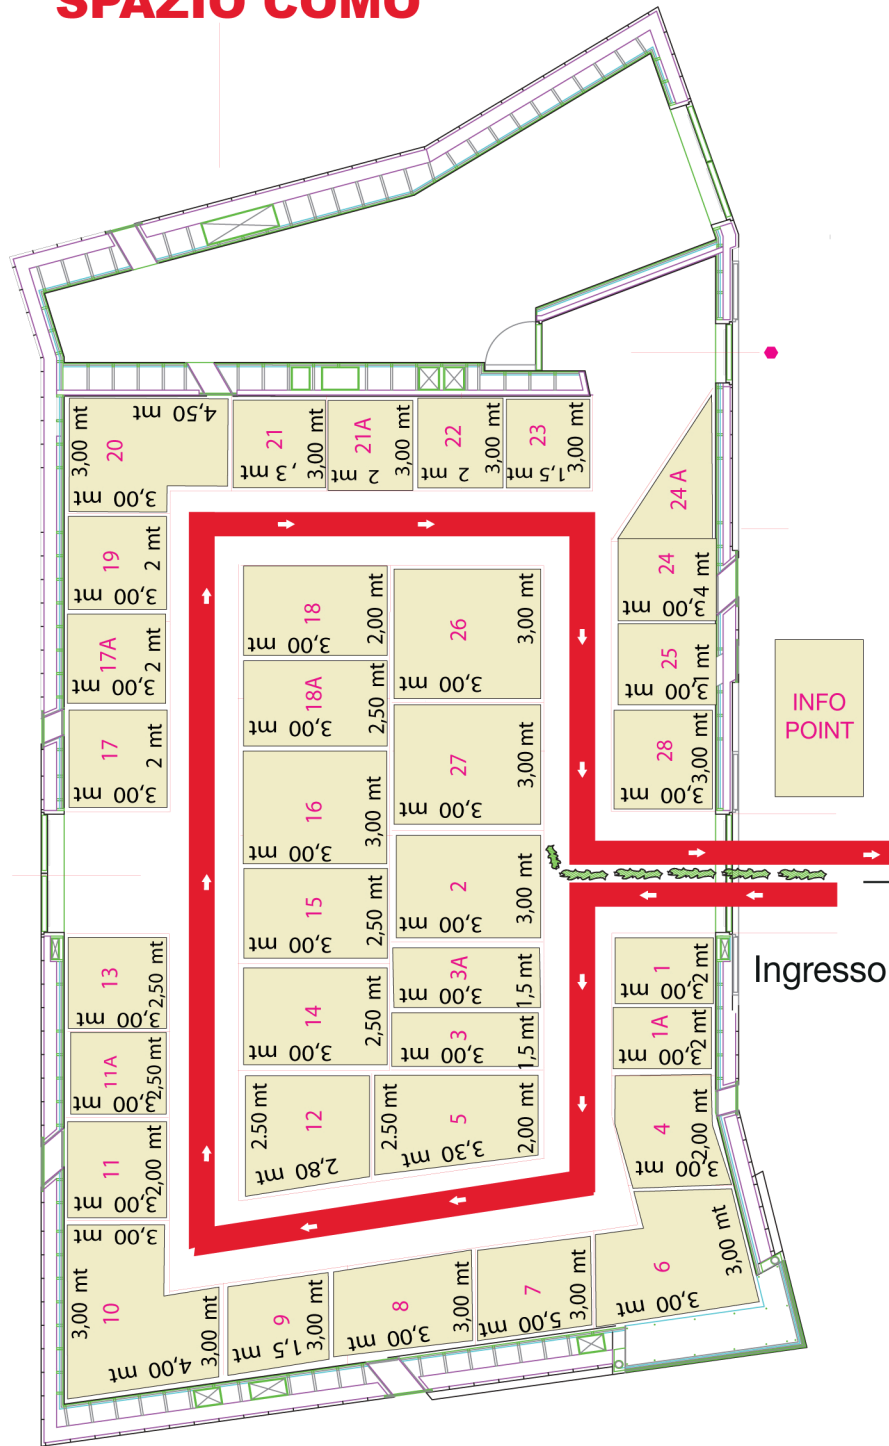 SPAZIO COMO
3,00 mt
20
4,50 mt
3,00 mt
21
,3 mt
3,00 mt
21A
2 mt
3,00 mt
22
2 mt
3,00 mt
23
1,5 mt
3,00 mt
24 A
19
2 mt
3,00 mt
24
4 mt
3,00 mt
18
2,00 mt
3,00 mt
26
3,00 mt
3,00 mt
17A
2 mt
3,00 mt
25
1 mt
3,00 mt
18A
2,50 mt
3,00 mt
17
2 mt
3,00 mt
27
3,00 mt
3,00 mt
28
3,00 mt
3,00 mt
INFO
POINT
16
3,00 mt
3,00 mt
15
2,50 mt
3,00 mt
2
3,00 mt
3,00 mt
13
2,50 mt
3,00 mt
14
2,50 mt
3,00 mt
3A
1,5 mt
3,00 mt
1
2 mt
3,00 mt
Ingresso
3
1,5 mt
3,00 mt
1A
2 mt
3,00 mt
11A
2,50 mt
3,00 mt
2.50 mt
12
2,80 mt
2.50 mt
5
3,30 mt
2,00 mt
4
2,00 mt
3,00 mt
11
2,00 mt
3,00 mt
3,00 mt
3,00 mt
10
4,00 mt
3,00 mt
9
1,5 mt
3,00 mt
8
3,00 mt
3,00 mt
7
5,00 mt
3,00 mt
6
3,00 mt
3,00 mt